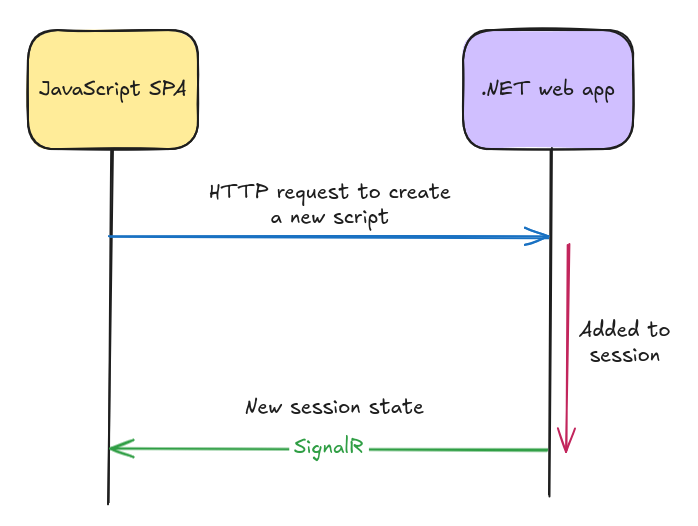 JavaScript SPA
.NET web app
HTTP request to create
a new script
Added to
session
New session state
SignalR